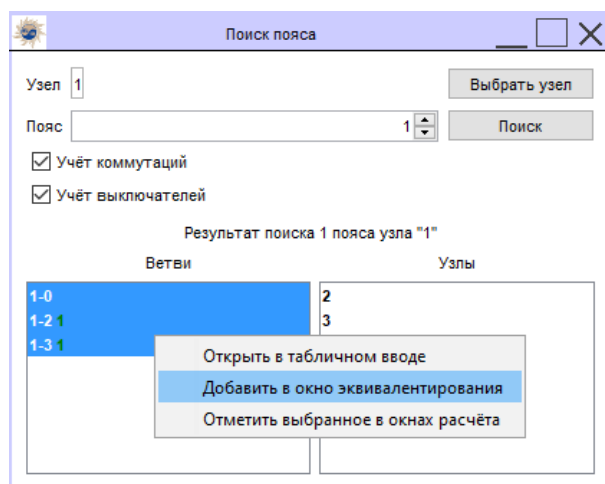 Поиск пояса
Узел 1 Выбрать узел
Пояс 1 Поиск
Учёт коммутаций
Учёт выключателей
Результат поиска 1 пояса узла "1"
Ветви Узлы
1-0 2
1-2 1 3
1-3 1
Открыть в табличном вводе
Добавить в окно эквивалентирования
Отметить выбранное в окнах расчёта